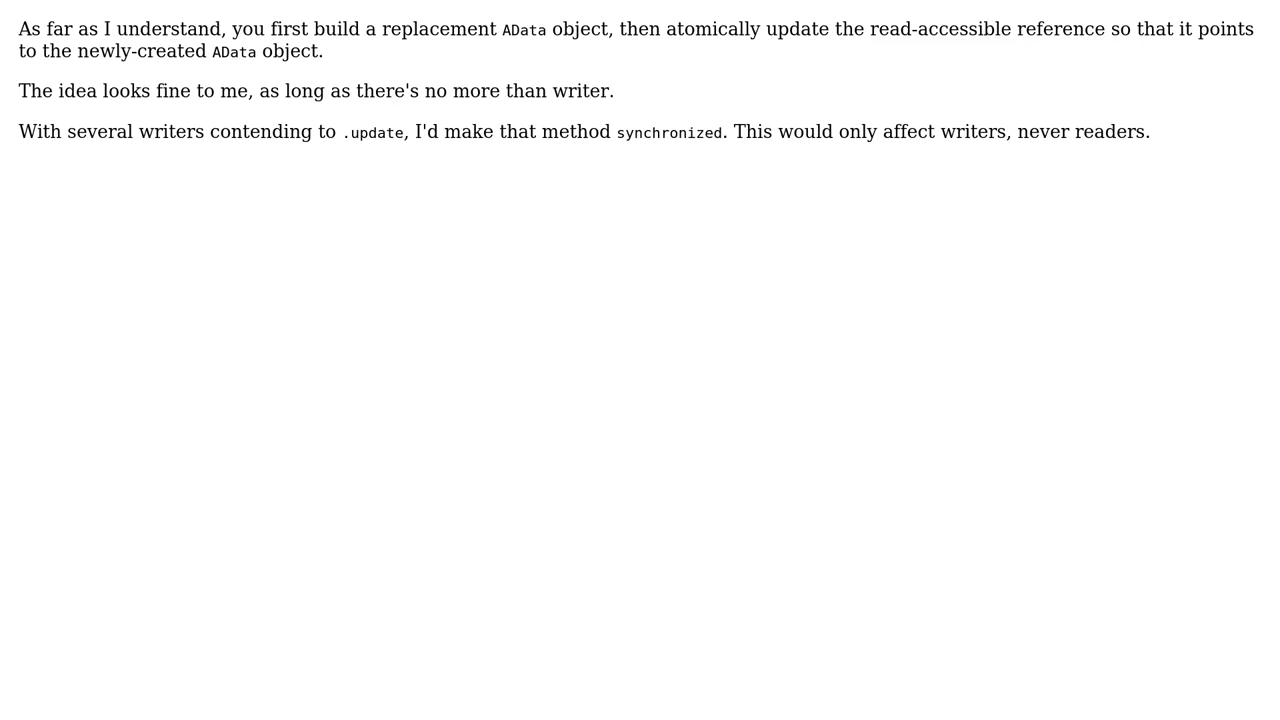 As far as I understand, you first build a replacement AData object, then atomically update the read-accessible reference so that it points
to the newly-created AData object.
The idea looks fine to me, as long as there's no more than writer.
With several writers contending to .update, I'd make that method synchronized. This would only affect writers, never readers.